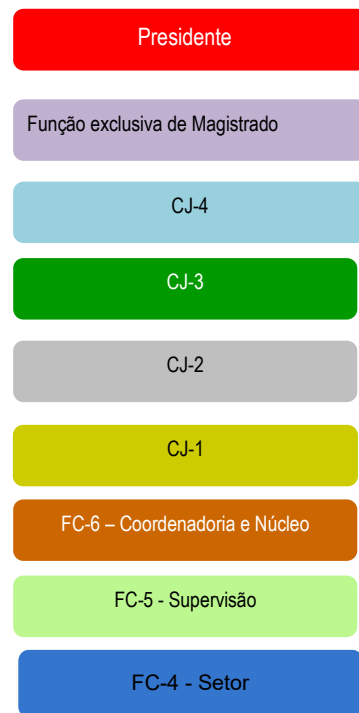 Presidente
Função exclusiva de Magistrado
CJ-4
CJ-3
CJ-2
CJ-1
FC-6 – Coordenadoria e Núcleo
FC-5 - Supervisão
FC-4 - Setor